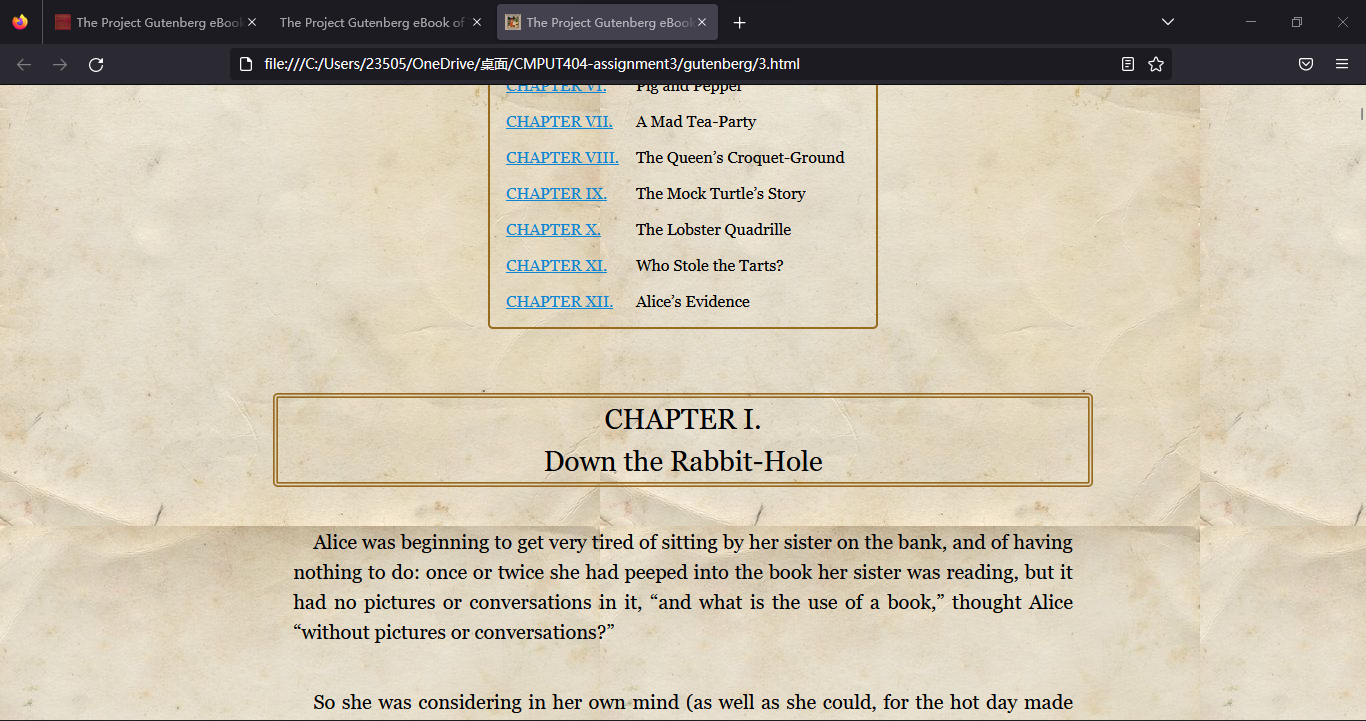 The Project Gutenberg eBook
The Project Gutenberg eBook of
The Project Gutenberg eBook
file:///C:/Users/23505/OneDrive/桌面/CMPUT404-assignment3/gutenberg/3.html
CHAPTER VI. Pig and Pepper
CHAPTER VII. A Mad Tea-Party
CHAPTER VIII. The Queen’s Croquet-Ground
CHAPTER IX. The Mock Turtle’s Story
CHAPTER X. The Lobster Quadrille
CHAPTER XI. Who Stole the Tarts?
CHAPTER XII. Alice’s Evidence
CHAPTER I.
Down the Rabbit-Hole
Alice was beginning to get very tired of sitting by her sister on the bank, and of having
nothing to do: once or twice she had peeped into the book her sister was reading, but it
had no pictures or conversations in it, “and what is the use of a book,” thought Alice
“without pictures or conversations?”
So she was considering in her own mind (as well as she could, for the hot day made